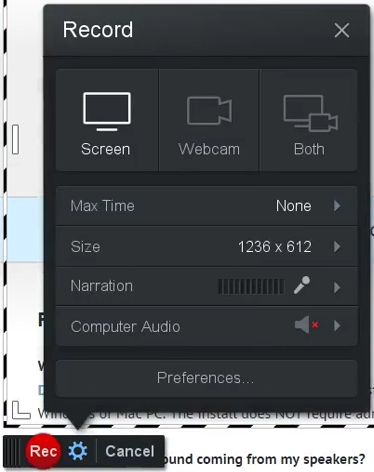 Record
Screen
Webcam
Both
Max Time None
Size 1236 x 612
Narration
Computer Audio
Preferences...
Windows or Mac PC. The install does NOT require
Rec Cancel ound coming from my speakers?